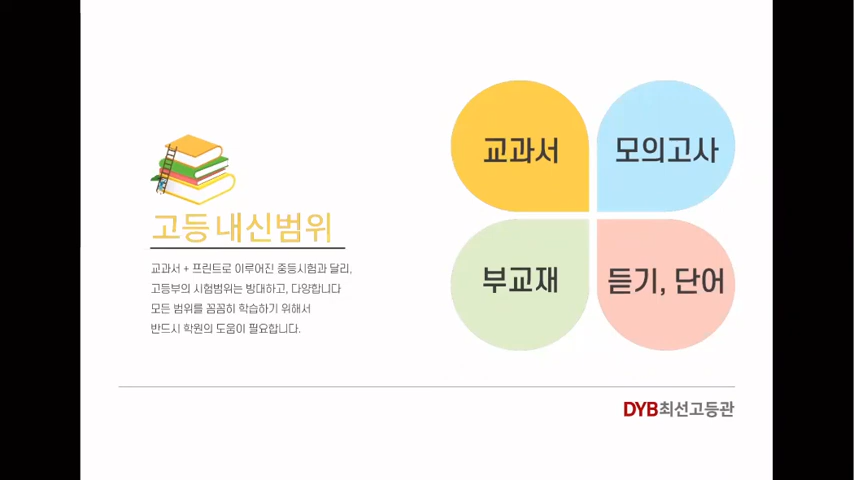 고등 내신범위
교과서 + 프린트로 이루어진 중등시험과 달리,
고등부의 시험범위는 방대하고, 다양합니다
모든 범위를 꼼꼼히 학습하기 위해서
반드시 학원의 도움이 필요합니다.
교과서
모의고사
부교재
듣기, 단어
DYB최선고등관